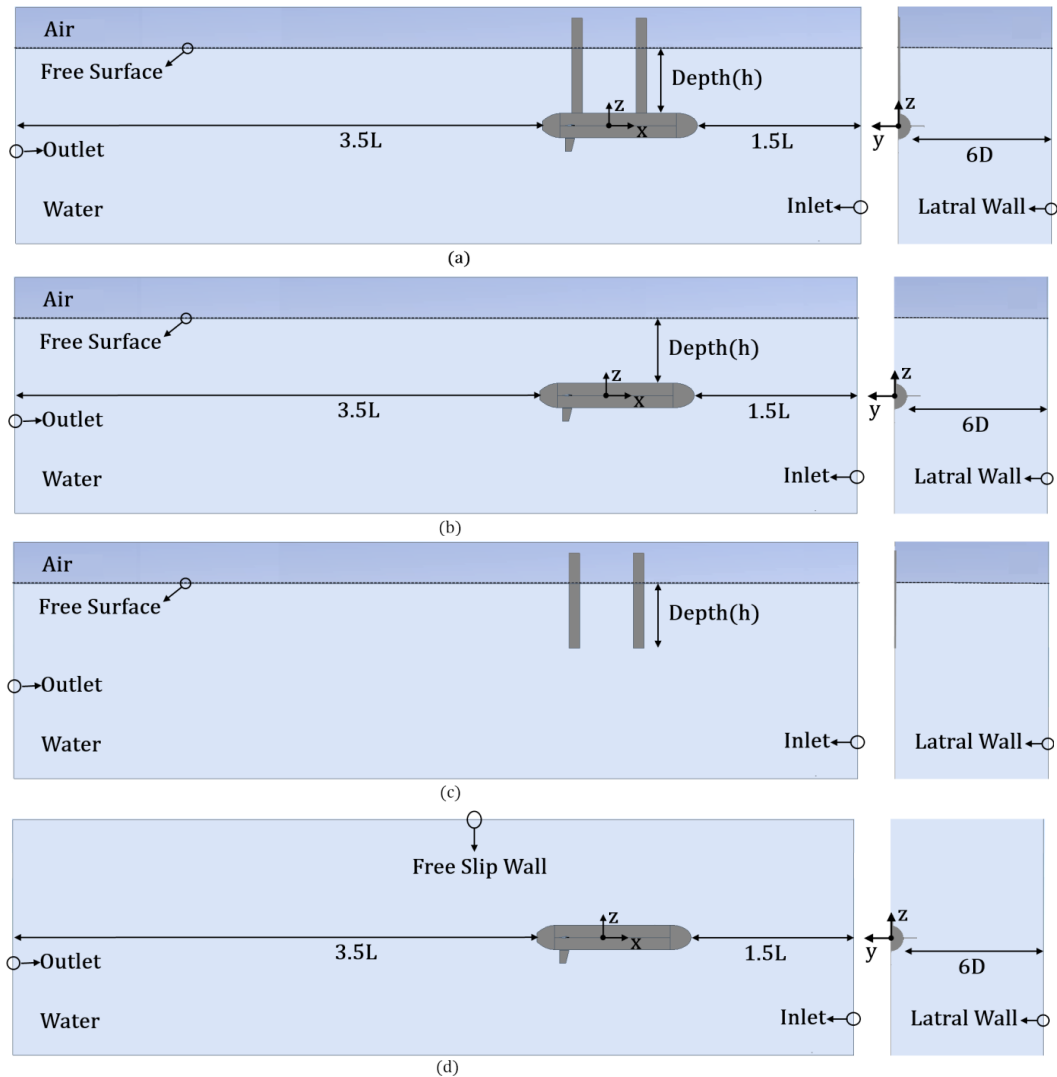 Air
Free Surface
Depth(h)
z
x
3.5L
1.5L
Outlet
Water
Inlet
z
y
6D
Latral Wall
(a)
Air
Free Surface
Depth(h)
z
x
3.5L
1.5L
Outlet
Water
Inlet
z
y
6D
Latral Wall
(b)
Air
Free Surface
Depth(h)
Outlet
Water
Inlet
Latral Wall
(c)
Free Slip Wall
z
x
3.5L
1.5L
Outlet
Water
Inlet
z
y
6D
Latral Wall
(d)